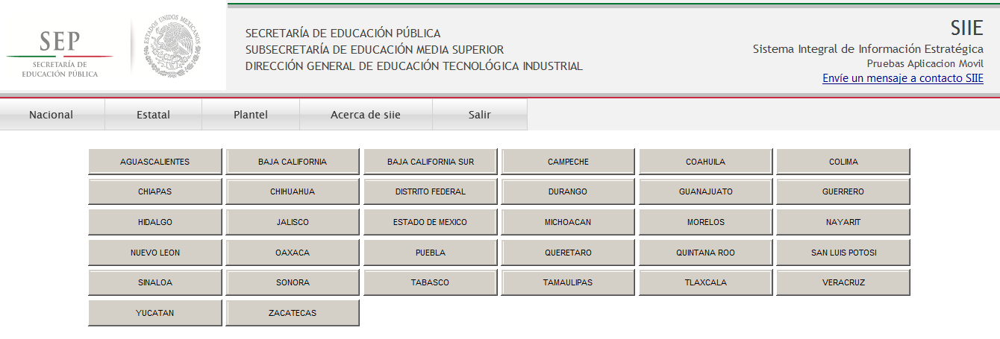 SEP
SECRETARÍA DE
EDUCACIÓN PÚBLICA
ESTADOS UNIDOS MEXICANOS
SECRETARÍA DE EDUCACIÓN PÚBLICA
SUBSECRETARÍA DE EDUCACIÓN MEDIA SUPERIOR
DIRECCIÓN GENERAL DE EDUCACIÓN TECNOLÓGICA INDUSTRIAL
SIIE
Sistema Integral de Información Estratégica
Pruebas Aplicacion Movil
Envíe un mensaje a contacto SIIE
Nacional Estatal Plantel Acerca de siie Salir
AGUASCALIENTES BAJA CALIFORNIA BAJA CALIFORNIA SUR CAMPECHE COAHUILA COLIMA
CHIAPAS CHIHUAHUA DISTRITO FEDERAL DURANGO GUANAJUATO GUERRERO
HIDALGO JALISCO ESTADO DE MEXICO MICHOACAN MORELOS NAYARIT
NUEVO LEON OAXACA PUEBLA QUERETARO QUINTANA ROO SAN LUIS POTOSI
SINALOA SONORA TABASCO TAMAULIPAS TLAXCALA VERACRUZ
YUCATAN ZACATECAS